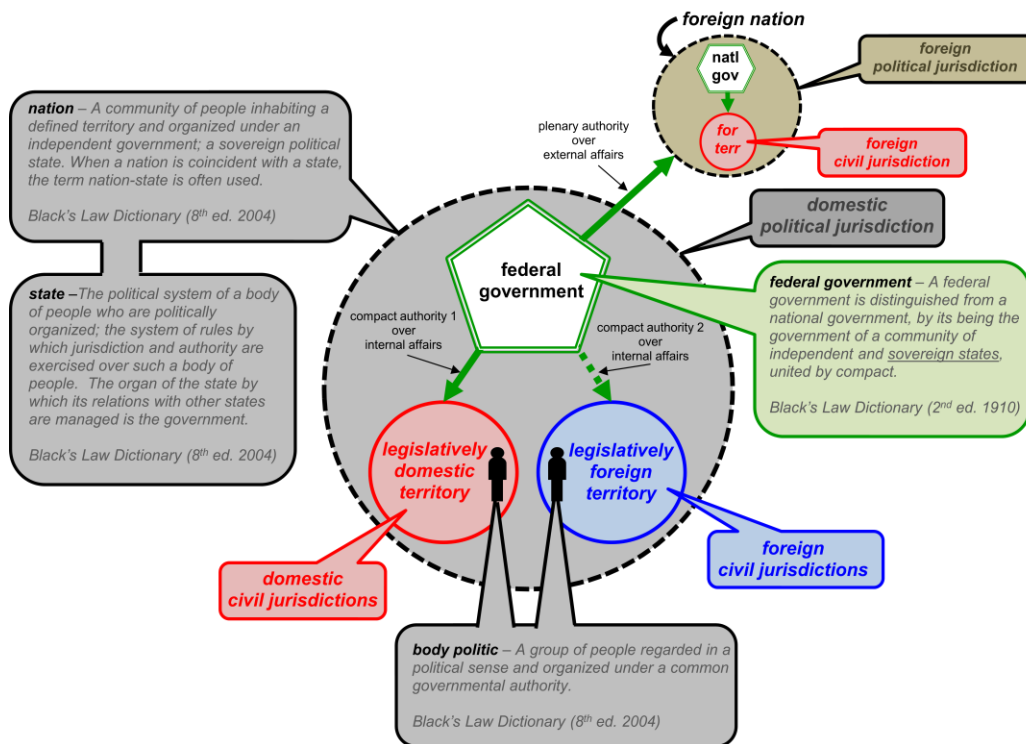 foreign nation
natl
gov
for
terr
foreign
political jurisdiction
foreign
civil jurisdiction
plenary authority
over
external affairs
nation – A community of people inhabiting
a defined territory and organized under an
independent government; a sovereign political
state. When a nation is coincident with a state,
the term nation-state is often used.
Black's Law Dictionary (8th ed. 2004)
domestic
political jurisdiction
federal
government
federal government – A federal
government is distinguished from a
national government, by its being the
government of a community of
independent and sovereign states,
united by compact.
Black's Law Dictionary (2nd ed. 1910)
state –The political system of a body
of people who are politically
organized; the system of rules by
which jurisdiction and authority are
exercised over such a body of
people. The organ of the state by
which its relations with other states
are managed is the government.
Black's Law Dictionary (8th ed. 2004)
compact authority 1
over
internal affairs
compact authority 2
over
internal affairs
legislatively
domestic
territory
legislatively
foreign
territory
domestic
civil jurisdictions
foreign
civil jurisdictions
body politic – A group of people regarded in a
political sense and organized under a common
governmental authority.
Black's Law Dictionary (8th ed. 2004)